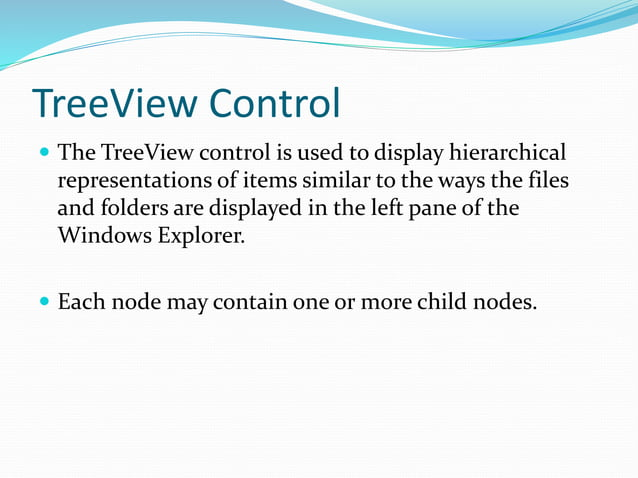 TreeView Control
• The TreeView control is used to display hierarchical
representations of items similar to the ways the files
and folders are displayed in the left pane of the
Windows Explorer.
• Each node may contain one or more child nodes.